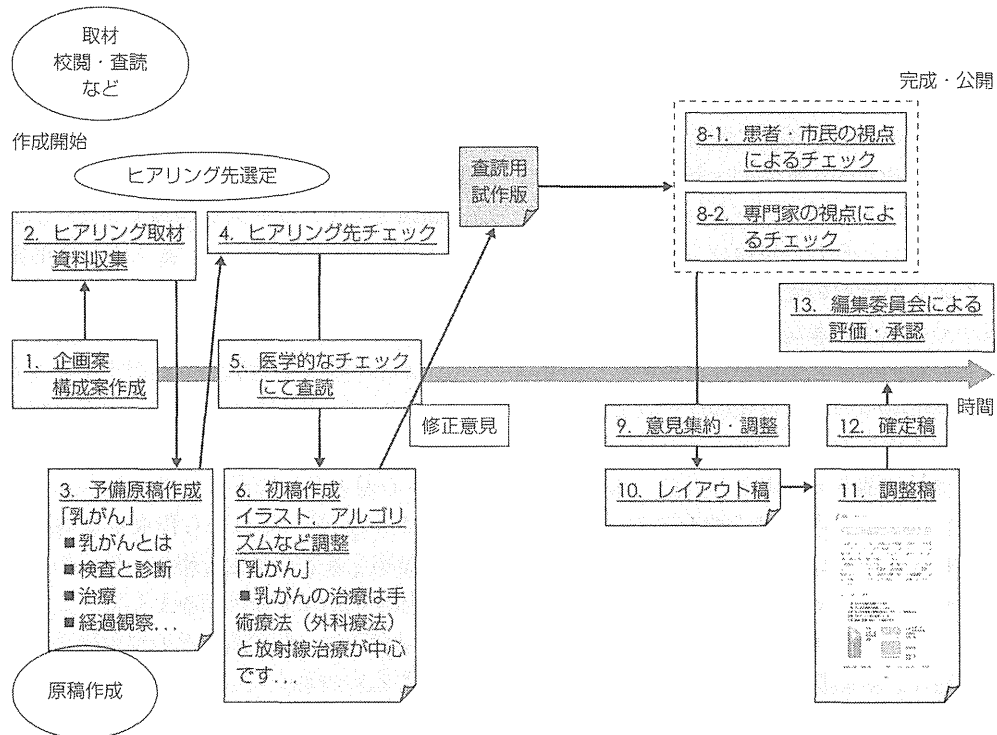 取材
校閲・査読
など
作成開始
ヒアリング先選定
2. ヒアリング取材
資料収集
4. ヒアリング先チェック
査読用
試作版
完成・公開
8-1. 患者・市民の視点
によるチェック
8-2. 専門家の視点によ
るチェック
13. 編集委員会による
評価・承認
1. 企画案
構成案作成
5. 医学的なチェック
にて査読
修正意見
時間
9. 意見集約・調整
12. 確定稿
3. 予備原稿作成
「乳がん」
■乳がんとは
■検査と診断
■治療
■経過観察...
6. 初稿作成
イラスト，アルゴリ
ズムなど調整
「乳がん」
■乳がんの治療は手
術療法（外科療法）
と放射線治療が中心
です...
10. レイアウト稿
11. 調整稿
原稿作成